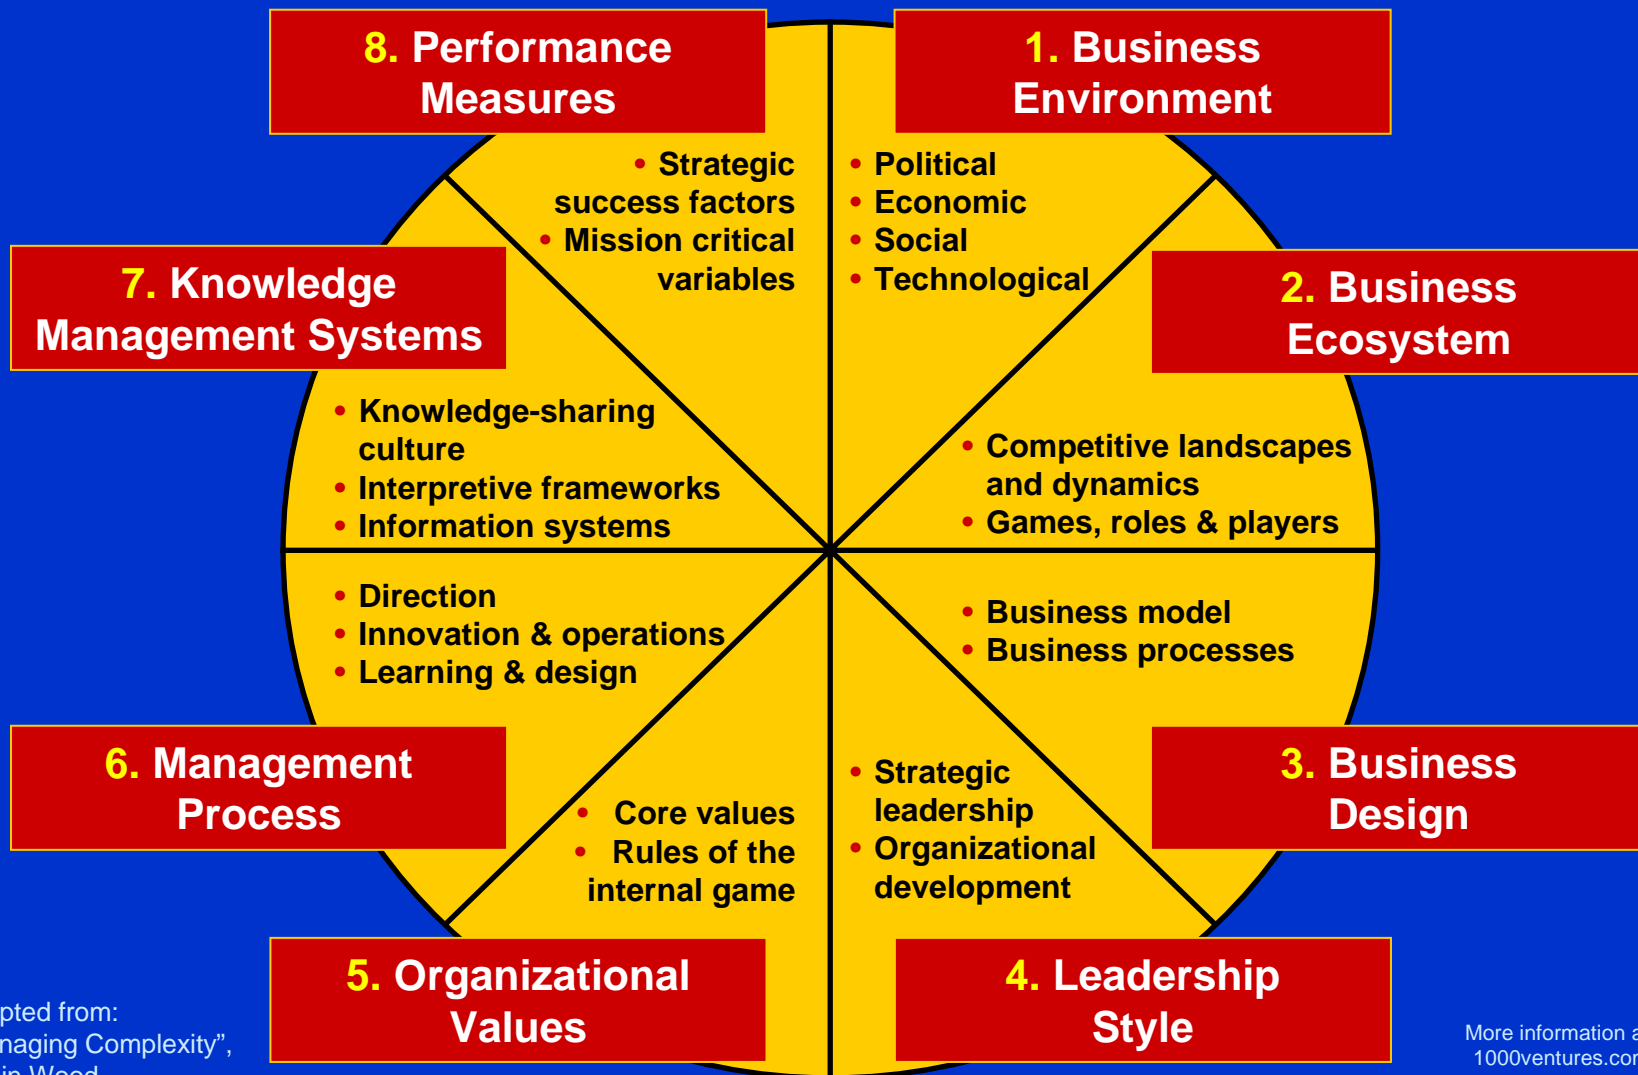 8. Performance
Measures
1. Business
Environment
• Strategic
success factors
• Mission critical
variables
• Political
• Economic
• Social
• Technological
7. Knowledge
Management Systems
2. Business
Ecosystem
• Knowledge-sharing
culture
• Interpretive frameworks
• Information systems
• Competitive landscapes
and dynamics
• Games, roles & players
• Direction
• Innovation & operations
• Learning & design
• Business model
• Business processes
6. Management
Process
3. Business
Design
• Core values
• Rules of the
internal game
• Strategic
leadership
• Organizational
development
5. Organizational
Values
4. Leadership
Style
pted from:
naging Complexity”,
in Wood
More information a
1000ventures.cor